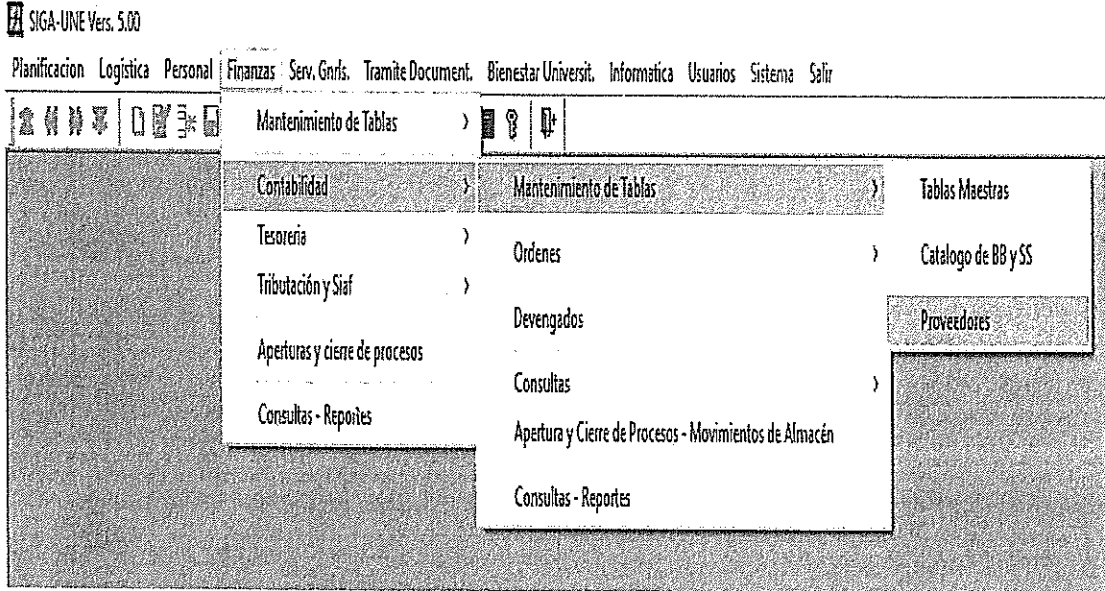 SIGA-UNE Vers. 5.00
Planificacion Logística Personal Finanzas Serv. Gnrls. Tramite Document. Bienestar Universit. Informatica Usuarios Sistema Salir
Mantenimiento de Tablas
Contabilidad
Tesoreria
Tributación y Siaf
Aperturas y cierre de procesos
Consultas - Reportes
Mantenimiento de Tablas
Ordenes
Devengados
Consultas
Apertura y Cierre de Procesos - Movimientos de Almacén
Consultas - Reportes
Tablas Maestras
Catalogo de BB y SS
Proveedores